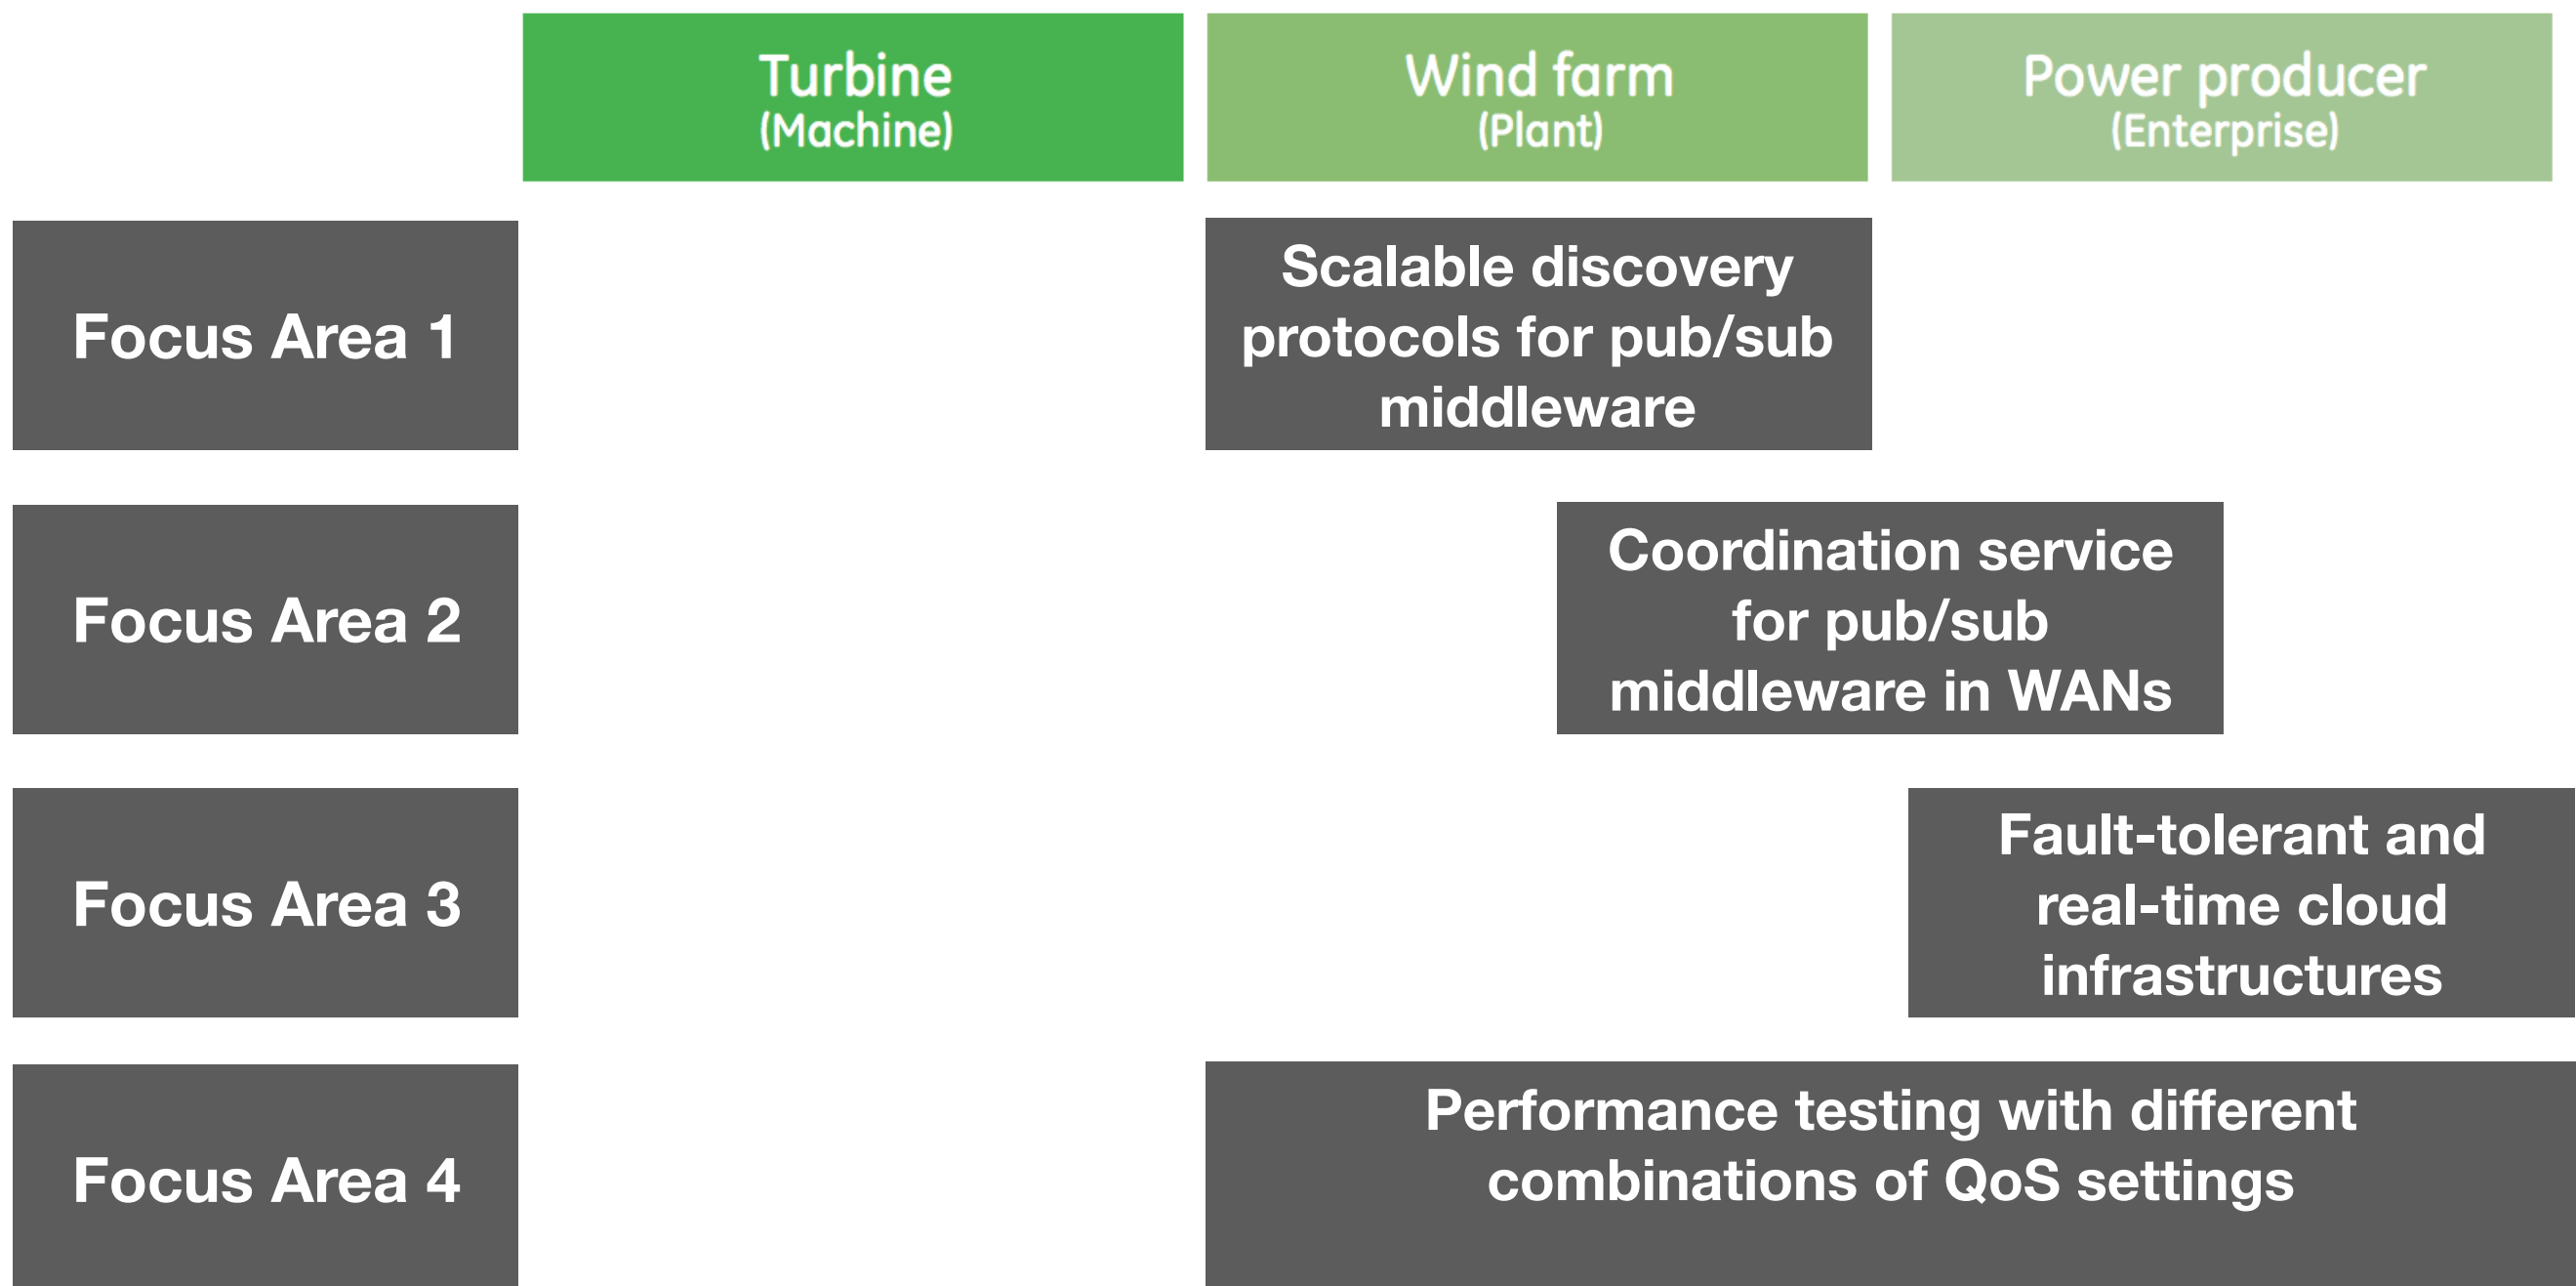 Turbine
(Machine)
Wind farm
(Plant)
Power producer
(Enterprise)
Focus Area 1
Scalable discovery
protocols for pub/sub
middleware
Focus Area 2
Coordination service
for pub/sub
middleware in WANs
Focus Area 3
Fault-tolerant and
real-time cloud
infrastructures
Focus Area 4
Performance testing with different
combinations of QoS settings